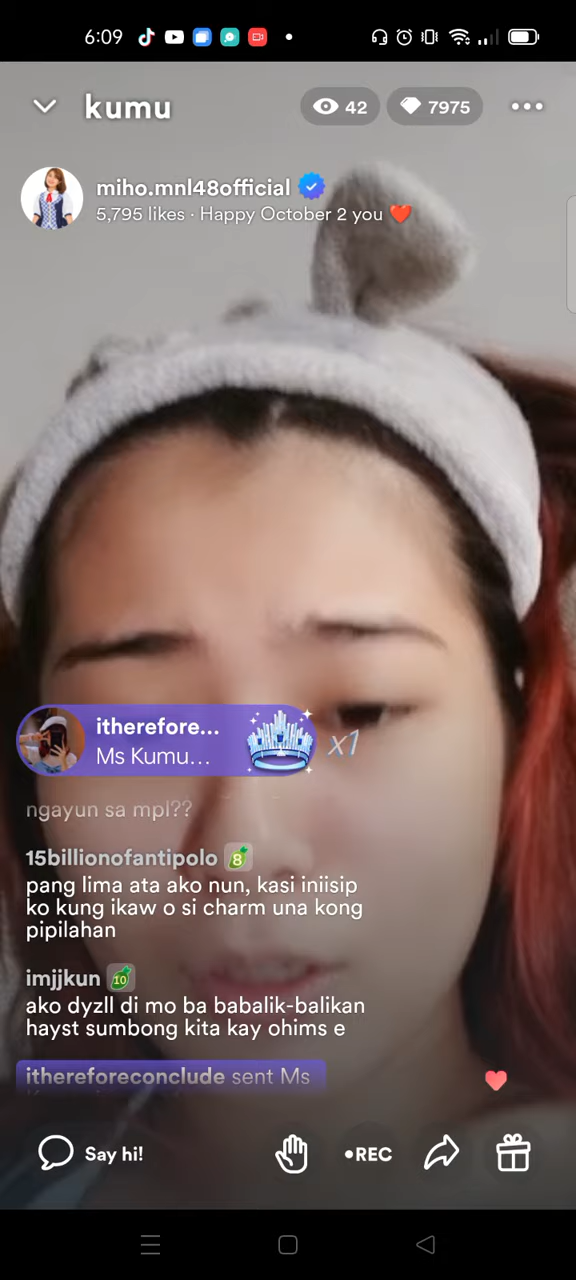 6:09
kumu
42
7975
miho.mnl48official
5,795 likes · Happy October 2 you ❤️
itherefore...
Ms Kumu...
x1
ngayun sa mpl??
15billionofantipolo 8
pang lima ata ako nun, kasi iniisip
ko kung ikaw o si charm una kong
pipilahan
imjjkun 10
ako dyzll di mo ba babalik-balikan
hayst sumbong kita kay ohims e
ithereforeconclude sent Ms
Say hi!
•REC